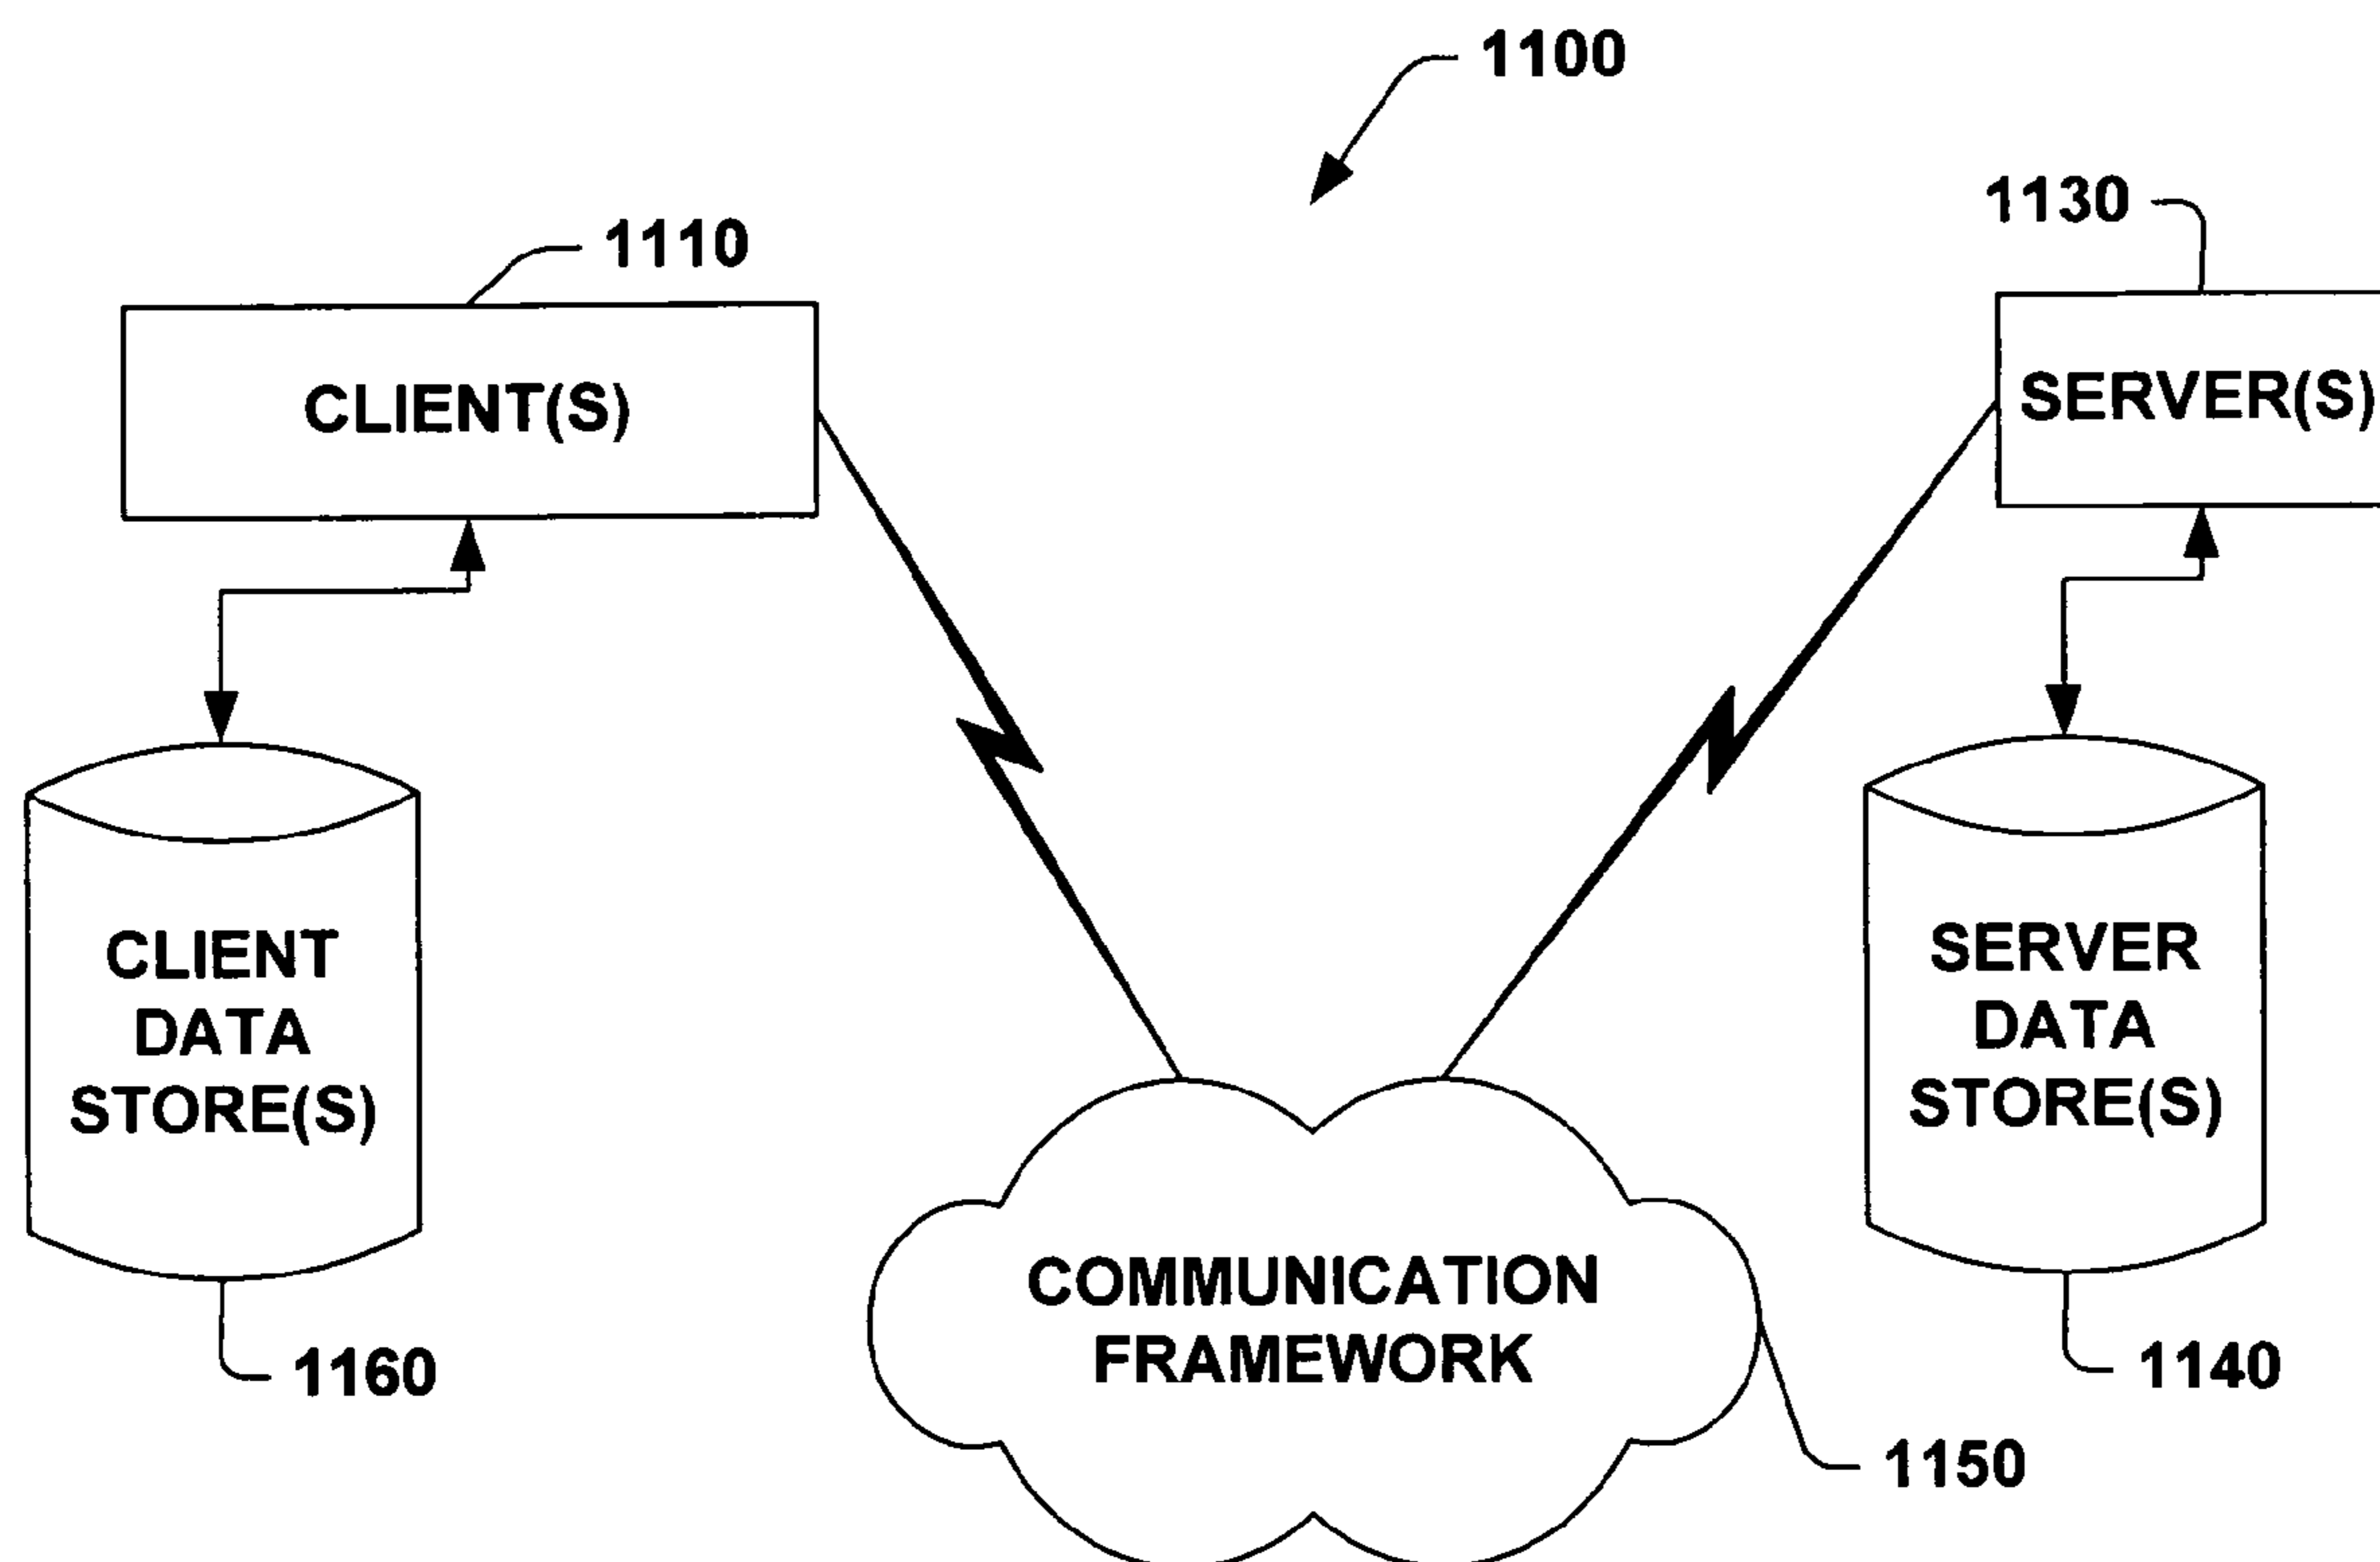 1100
1130
1110
CLIENT(S)
SERVER(S)
CLIENT
DATA
STORE(S)
SERVER
DATA
STORE(S)
COMMUNICATION
FRAMEWORK
1160
1140
1150